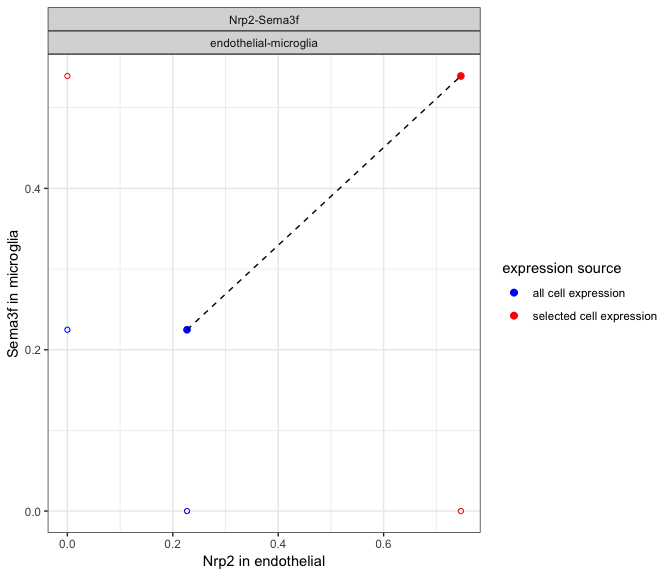 Nrp2-Sema3f
endothelial-microglia
Sema3f in microglia
0.4
0.2
0.0
0.0
0.2
0.4
0.6
Nrp2 in endothelial
expression source
all cell expression
selected cell expression